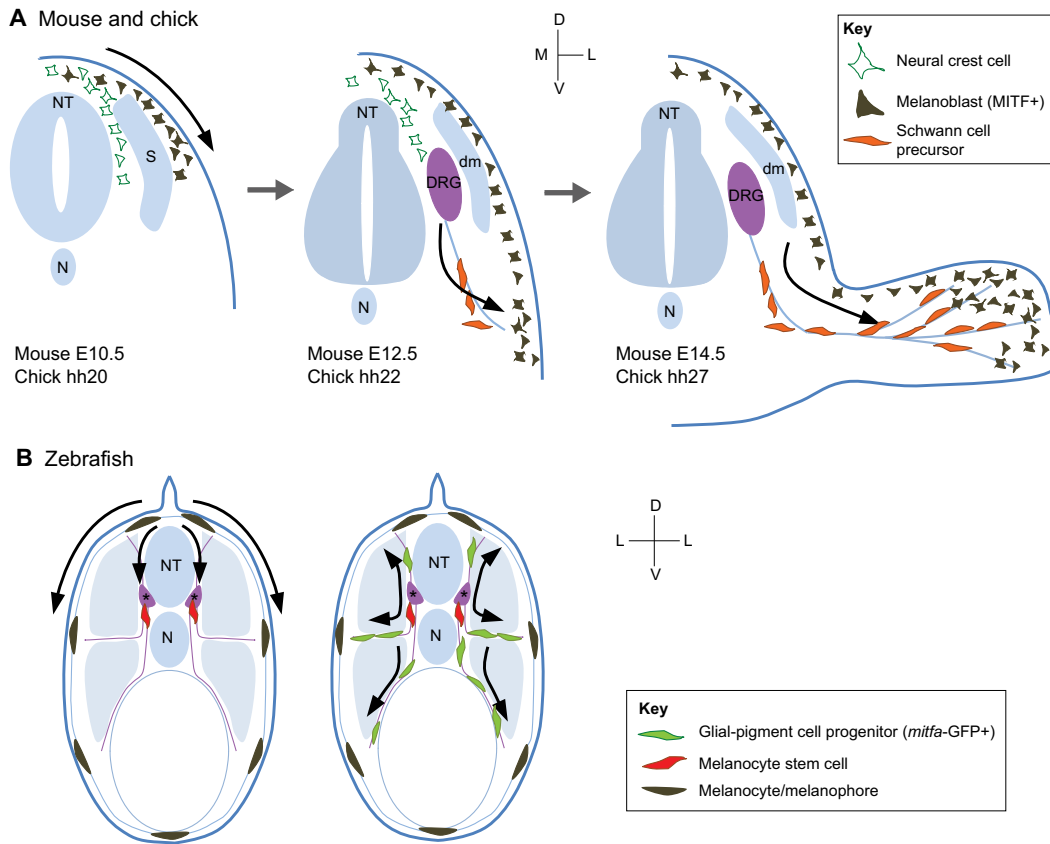 A Mouse and chick
D
M L
V
Key
Neural crest cell
Melanoblast (MITF+)
Schwann cell
precursor
NT
S
N
NT
dm
DRG
N
NT
dm
DRG
N
Mouse E10.5
Chick hh20
Mouse E12.5
Chick hh22
Mouse E14.5
Chick hh27
B Zebrafish
NT
* *
N
NT
* *
N
D
L L
V
Key
Glial-pigment cell progenitor (mitfa-GFP+)
Melanocyte stem cell
Melanocyte/melanophore